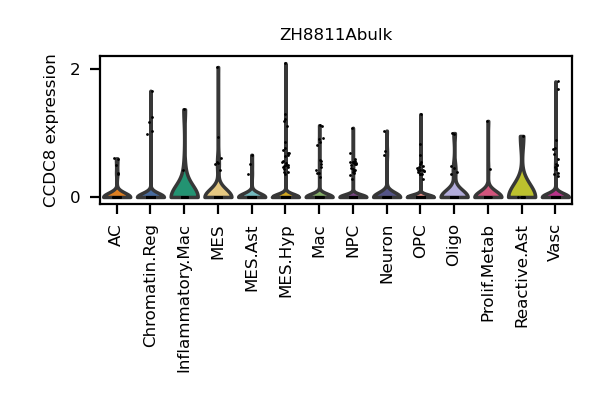 ZH8811Abulk
CCDC8 expression
2
0
AC
Chromatin.Reg
Inflammatory.Mac
MES
MES.Ast
MES.Hyp
Mac
NPC
Neuron
OPC
Oligo
Prolif.Metab
Reactive.Ast
Vasc